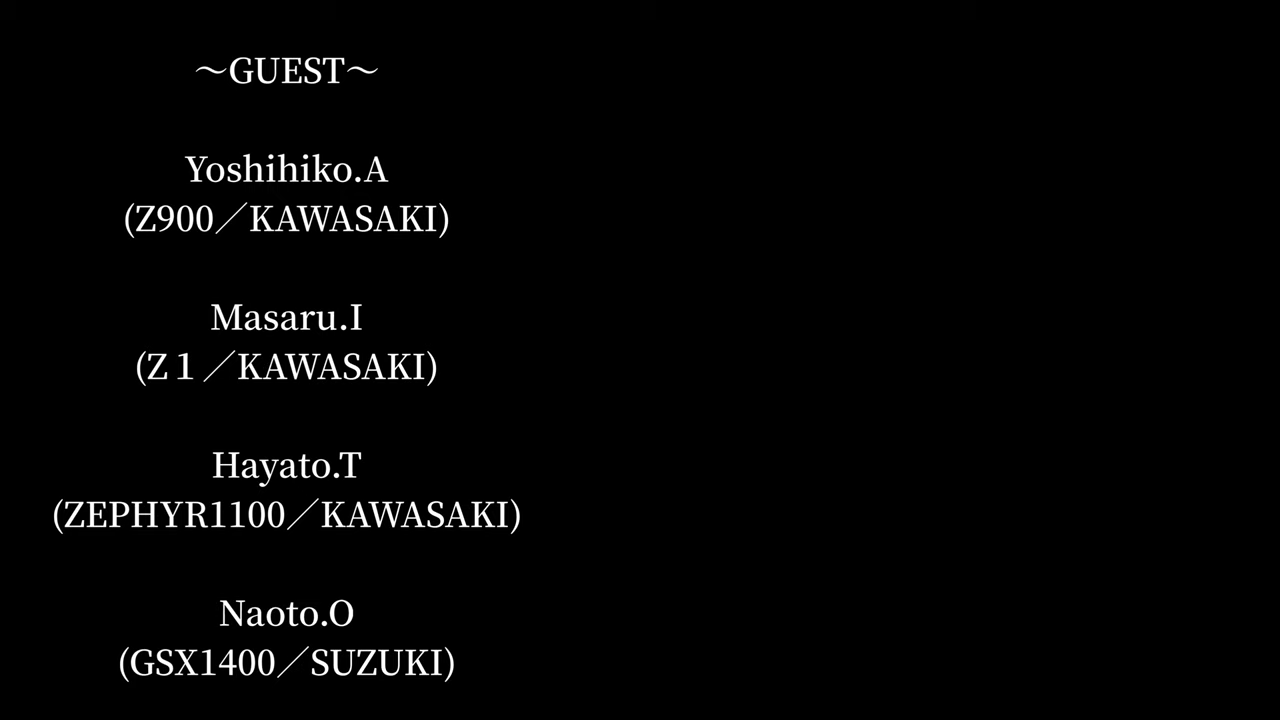 ～GUEST～
Yoshihiko.A
(Z900／KAWASAKI)
Masaru.I
(Z１／KAWASAKI)
Hayato.T
(ZEPHYR1100／KAWASAKI)
Naoto.O
(GSX1400／SUZUKI)